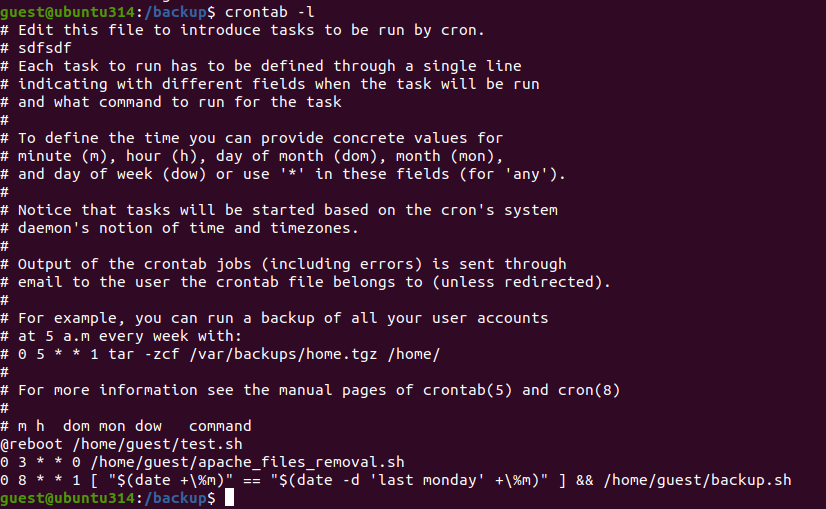 guest@ubuntu314:/backup$ crontab -l
# Edit this file to introduce tasks to be run by cron.
# sdfsdf
# Each task to run has to be defined through a single line
# indicating with different fields when the task will be run
# and what command to run for the task
#
# To define the time you can provide concrete values for
# minute (m), hour (h), day of month (dom), month (mon),
# and day of week (dow) or use '*' in these fields (for 'any').
#
# Notice that tasks will be started based on the cron's system
# daemon's notion of time and timezones.
#
# Output of the crontab jobs (including errors) is sent through
# email to the user the crontab file belongs to (unless redirected).
#
# For example, you can run a backup of all your user accounts
# at 5 a.m every week with:
# 0 5 * * 1 tar -zcf /var/backups/home.tgz /home/
#
# For more information see the manual pages of crontab(5) and cron(8)
#
# m h  dom mon dow   command
@reboot /home/guest/test.sh
0 3 * * 0 /home/guest/apache_files_removal.sh
0 8 * * 1 [ "$(date +\%m)" == "$(date -d 'last monday' +\%m)" ] && /home/guest/backup.sh
guest@ubuntu314:/backup$